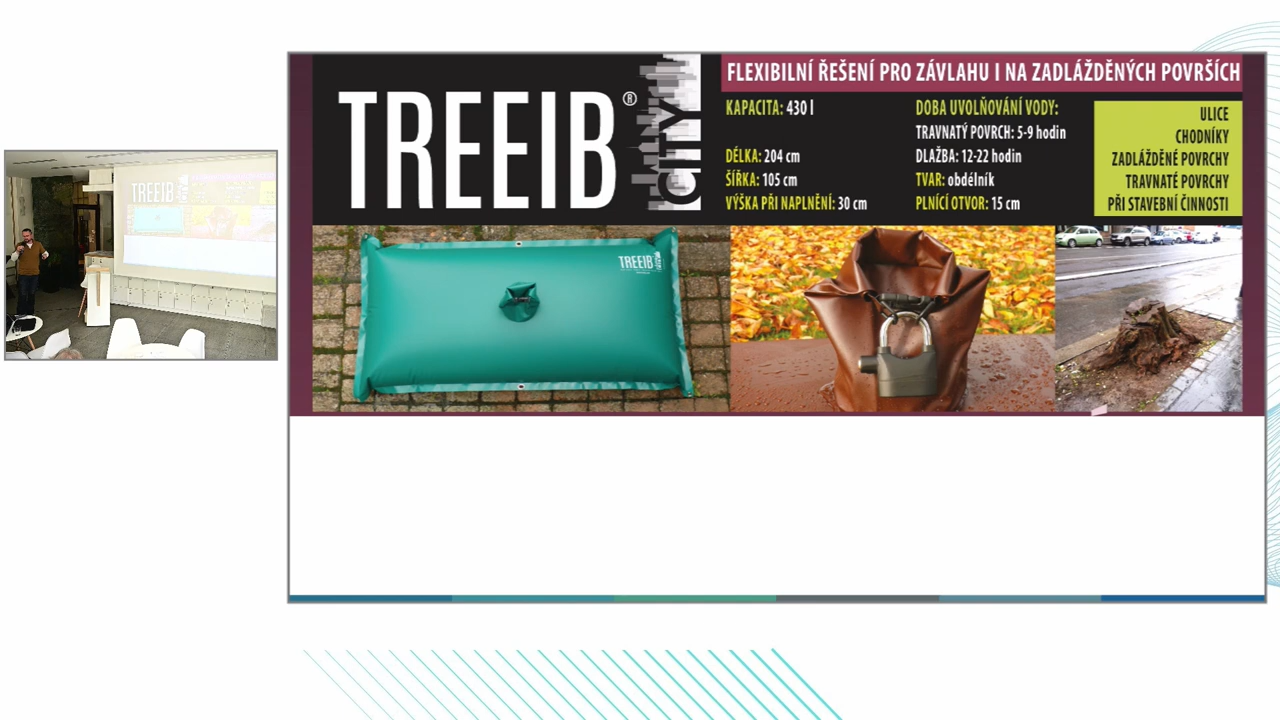 TREEIB®
CITY
FLEXIBILNÍ ŘEŠENÍ PRO ZÁVLAHU I NA ZADLÁŽDĚNÝCH POVRŠÍCH
KAPACITA: 430 l
DÉLKA: 204 cm
ŠÍŘKA: 105 cm
VÝŠKA PŘI NAPLNĚNÍ: 30 cm
DOBA UVOLŇOVÁNÍ VODY:
TRAVNATÝ POVRCH: 5-9 hodin
DLAŽBA: 12-22 hodin
TVAR: obdélník
PLNÍCÍ OTVOR: 15 cm
ULICE
CHODNÍKY
ZADLÁŽDĚNÉ POVRCHY
TRAVNATÉ POVRCHY
PŘI STAVEBNÍ ČINNOSTI
TREEIB
TREEIB